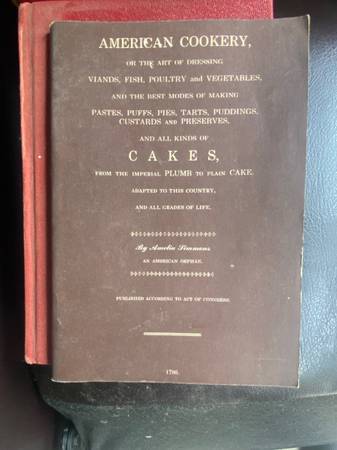 AMERICAN COOKERY,
OR THE ART OF DRESSING
VIANDS, FISH, POULTRY and VEGETABLES,
AND THE BEST MODES OF MAKING
PASTES, PUFFS, PIES, TARTS, PUDDINGS,
CUSTARDS AND PRESERVES,
AND ALL KINDS OF
CAKES,
FROM THE IMPERIAL PLUMB TO PLAIN CAKE.
ADAPTED TO THIS COUNTRY,
AND ALL GRADES OF LIFE.
By Amelia Simmons
AN AMERICAN ORPHAN.
PUBLISHED ACCORDING TO ACT OF CONGRESS.
1796.